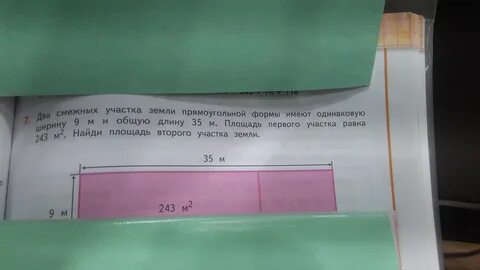 2. Два смежных участка земли прямоугольной формы имеют одинаковую
ширину 9 м и общую длину 35 м. Площадь первого участка равна
243 м². Найди площадь второго участка земли.
35 м
9 м
243 м²